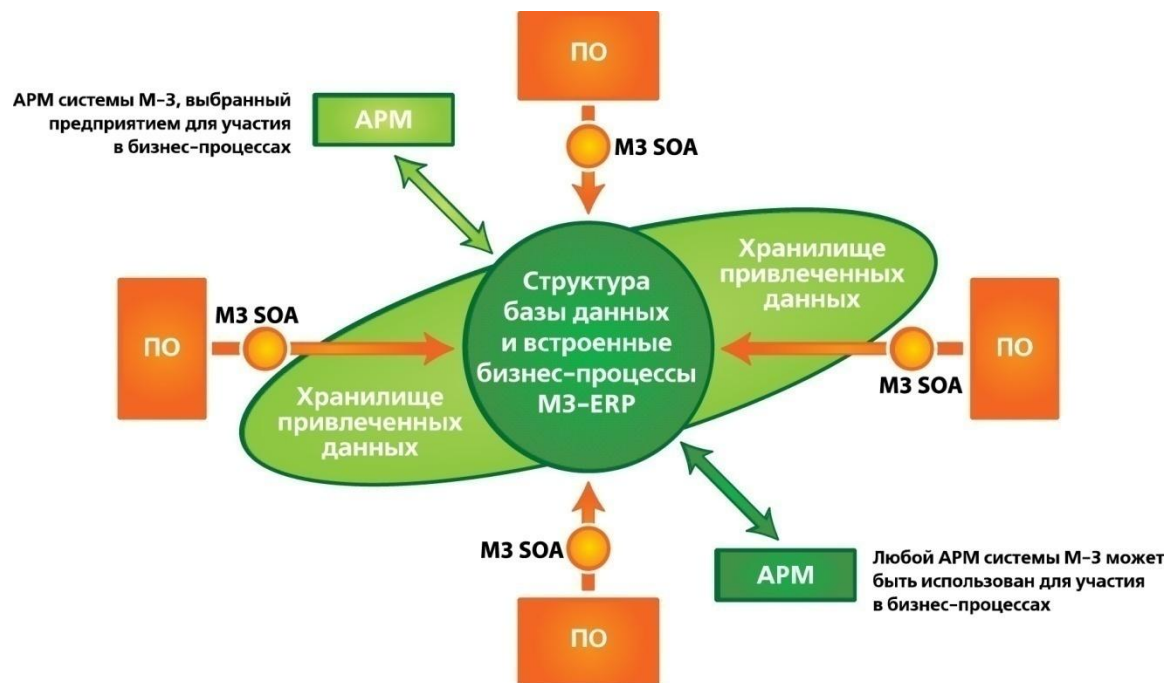 ПО
АРМ системы М-3, выбранный
предприятием для участия
в бизнес-процессах
АРМ
М3 SOA
Хранилище
привлеченных
данных
Структура
базы данных
и встроенные
бизнес-процессы
М3-ERP
М3 SOA
ПО
ПО
М3 SOA
Хранилище
привлеченных
данных
М3 SOA
АРМ
Любой АРМ системы М-3 может
быть использован для участия
в бизнес-процессах
ПО